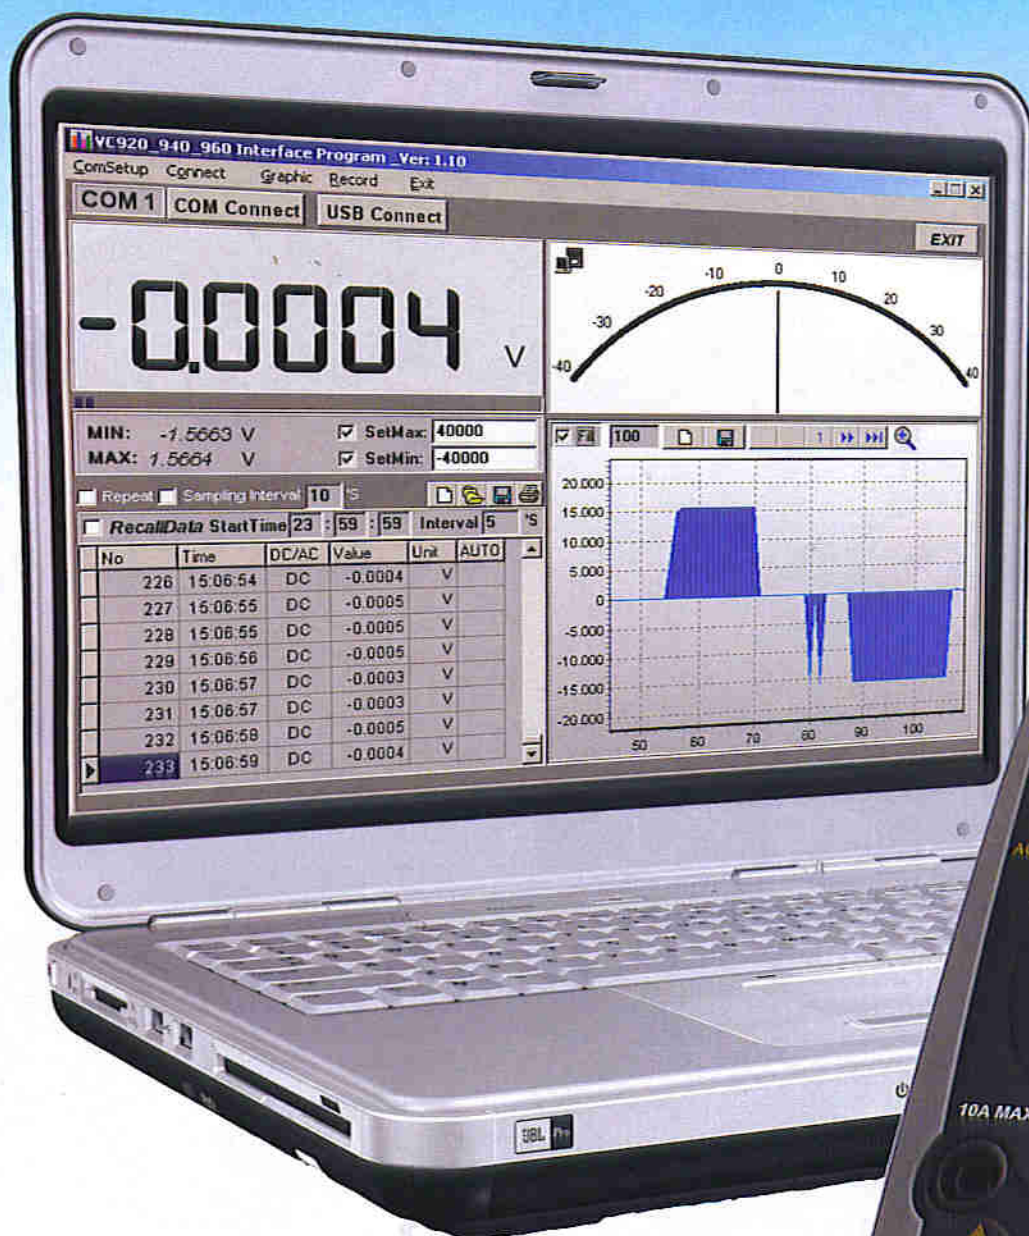 VC920_940_960 Interface Program _Ver: 1.10
ComSetup Connect Graphic Record Exit
COM 1 COM Connect USB Connect
EXIT
-0.0004 V
-40 -30 -20 -10 0 10 20 30 40
MIN: -1.5663 V SetMax: 40000
MAX: 1.5664 V SetMin: -40000
Repeat Sampling Interval 10 'S
RecallData StartTime 23 : 59 : 59 Interval 5 'S
No Time DC/AC Value Unit AUTO
226 15:06:54 DC -0.0004 V
227 15:06:55 DC -0.0005 V
228 15:06:55 DC -0.0005 V
229 15:06:56 DC -0.0005 V
230 15:06:57 DC -0.0003 V
231 15:06:57 DC -0.0003 V
232 15:06:58 DC -0.0005 V
233 15:06:59 DC -0.0004 V
Fill 100 1
20.000
15.000
10.000
5.000
0
-5.000
-10.000
-15.000
-20.000
50 60 70 80 90 100
JBL Pro
10A MAX